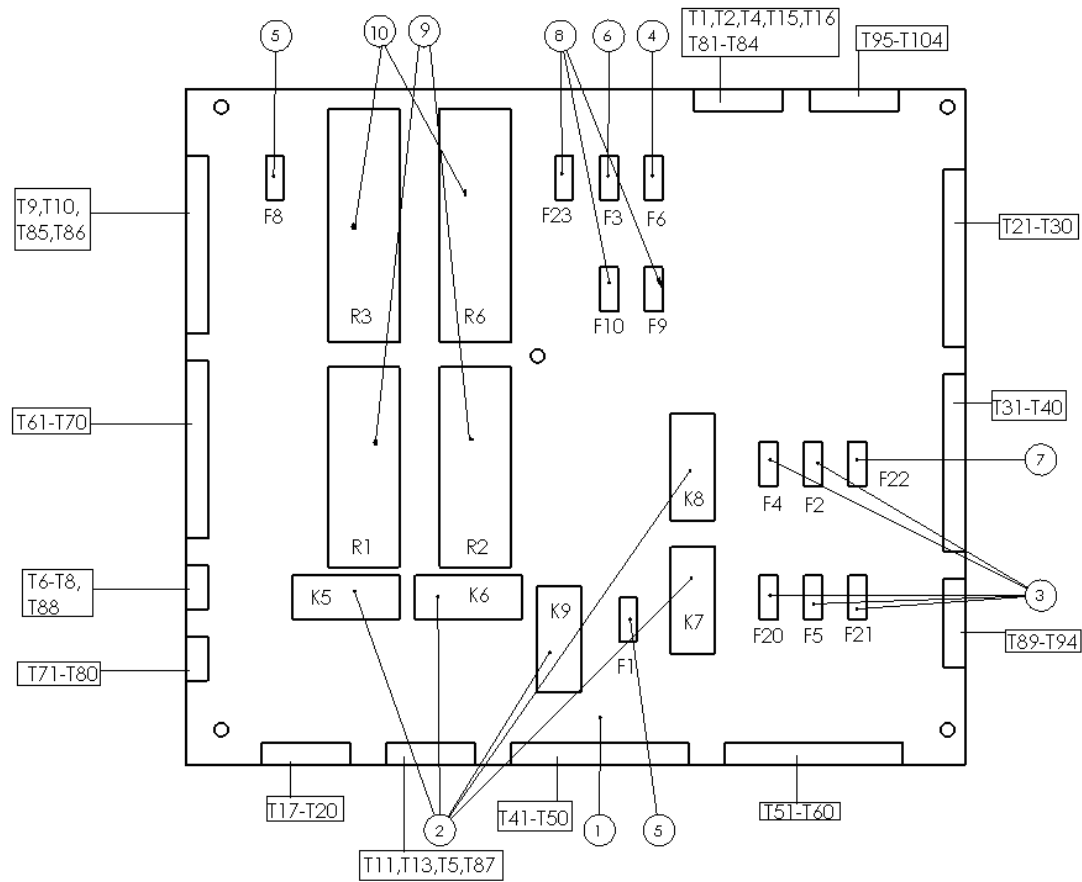 T1,T2,T4,T15,T16
T81-T84
T95-T104
5
10
9
8
6
4
T9,T10,
T85,T86
F8
F23
F3
F6
T21-T30
R3
R6
F10
F9
T61-T70
T31-T40
K8
F4
F2
F22
7
R1
R2
T6-T8,
T88
K5
K6
K9
K7
F1
F20
F5
F21
3
T89-T94
T71-T80
T17-T20
2
T41-T50
1
5
T51-T60
T11,T13,T5,T87